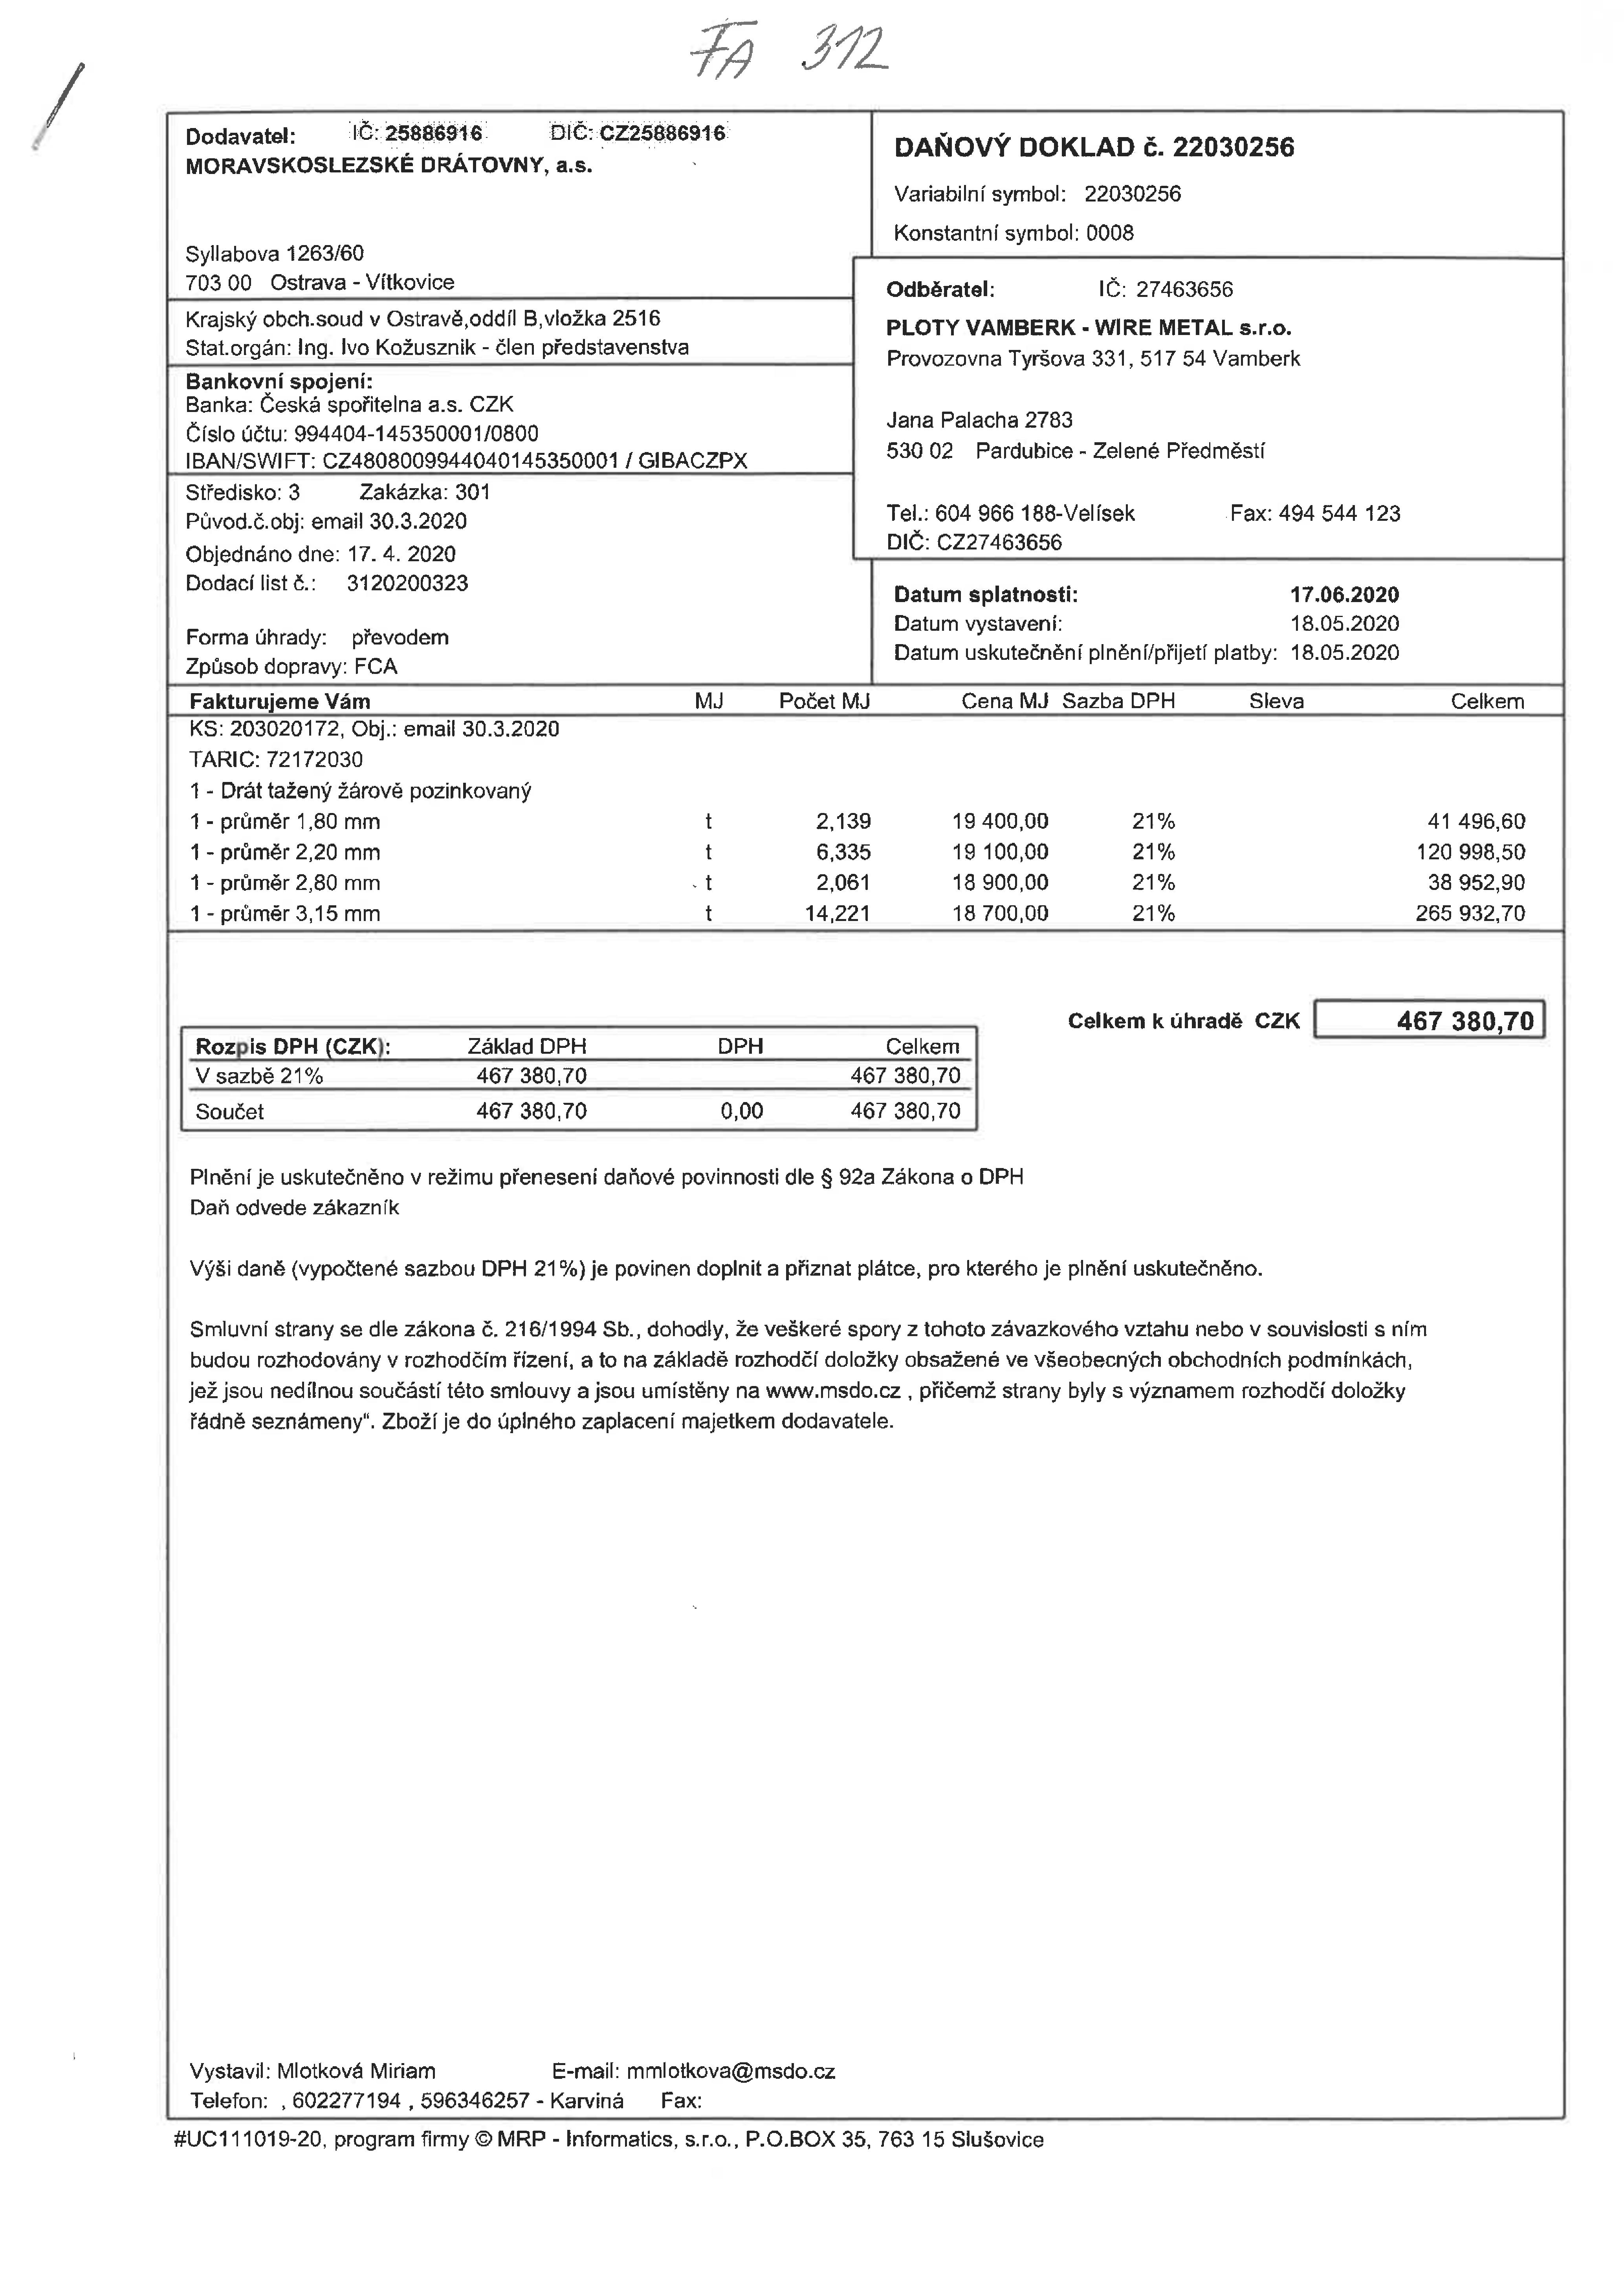 FA 312
Dodavatel: IČ: 25886916 DIČ: CZ25886916
MORAVSKOSLEZSKÉ DRÁTOVNY, a.s.
Syllabova 1263/60
703 00 Ostrava - Vítkovice
Krajský obch.soud v Ostravě,oddíl B,vložka 2516
Stat.orgán: Ing. Ivo Kožusznik - člen představenstva
Bankovní spojení:
Banka: Česká spořitelna a.s. CZK
Číslo účtu: 994404-145350001/0800
IBAN/SWIFT: CZ4808009944040145350001 / GIBACZPX
Středisko: 3 Zakázka: 301
Původ.č.obj: email 30.3.2020
Objednáno dne: 17. 4. 2020
Dodací list č.: 3120200323
Forma úhrady: převodem
Způsob dopravy: FCA
DAŇOVÝ DOKLAD č. 22030256
Variabilní symbol: 22030256
Konstantní symbol: 0008
Odběratel: IČ: 27463656
PLOTY VAMBERK - WIRE METAL s.r.o.
Provozovna Tyršova 331, 517 54 Vamberk
Jana Palacha 2783
530 02 Pardubice - Zelené Předměstí
Tel.: 604 966 188-Velísek Fax: 494 544 123
DIČ: CZ27463656
Datum splatnosti: 17.06.2020
Datum vystavení: 18.05.2020
Datum uskutečnění plnění/přijetí platby: 18.05.2020
Fakturujeme Vám MJ Počet MJ Cena MJ Sazba DPH Sleva Celkem
KS: 203020172, Obj.: email 30.3.2020
TARIC: 72172030
1 - Drát tažený žárově pozinkovaný
1 - průměr 1,80 mm t 2,139 19 400,00 21% 41 496,60
1 - průměr 2,20 mm t 6,335 19 100,00 21% 120 998,50
1 - průměr 2,80 mm t 2,061 18 900,00 21% 38 952,90
1 - průměr 3,15 mm t 14,221 18 700,00 21% 265 932,70
Celkem k úhradě CZK 467 380,70
Rozpis DPH (CZK): Základ DPH DPH Celkem
V sazbě 21% 467 380,70 467 380,70
Součet 467 380,70 0,00 467 380,70
Plnění je uskutečněno v režimu přenesení daňové povinnosti dle § 92a Zákona o DPH
Daň odvede zákazník
Výši daně (vypočtené sazbou DPH 21%) je povinen doplnit a přiznat plátce, pro kterého je plnění uskutečněno.
Smluvní strany se dle zákona č. 216/1994 Sb., dohodly, že veškeré spory z tohoto závazkového vztahu nebo v souvislosti s ním
budou rozhodovány v rozhodčím řízení, a to na základě rozhodčí doložky obsažené ve všeobecných obchodních podmínkách,
jež jsou nedílnou součástí této smlouvy a jsou umístěny na www.msdo.cz , přičemž strany byly s významem rozhodčí doložky
řádně seznámeny“. Zboží je do úplného zaplacení majetkem dodavatele.
Vystavil: Mlotková Miriam E-mail: mmlotkova@msdo.cz
Telefon: , 602277194 , 596346257 - Karviná Fax:
#UC111019-20, program firmy © MRP - Informatics, s.r.o., P.O.BOX 35, 763 15 Slušovice